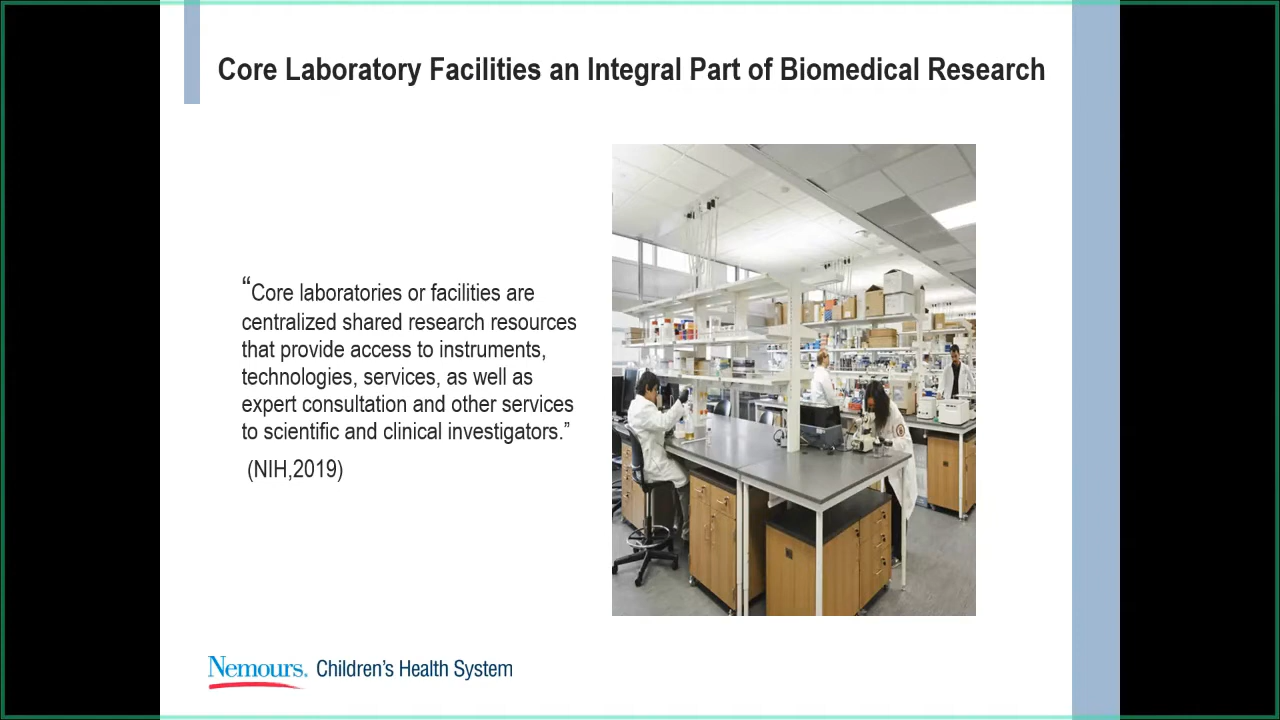 Core Laboratory Facilities an Integral Part of Biomedical Research
“Core laboratories or facilities are
centralized shared research resources
that provide access to instruments,
technologies, services, as well as
expert consultation and other services
to scientific and clinical investigators.”
(NIH,2019)
Nemours. Children’s Health System